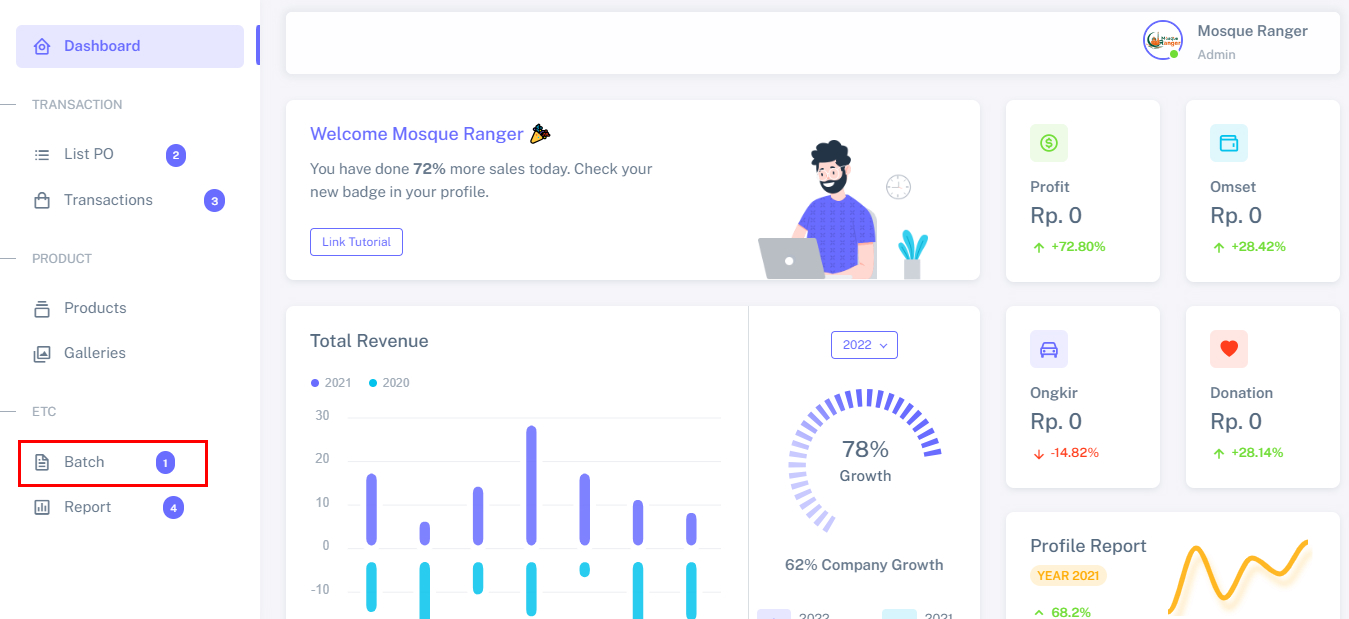 Dashboard
TRANSACTION
List PO 2
Transactions 3
PRODUCT
Products
Galleries
ETC
Batch 1
Report 4
Mosque Ranger
Admin
Welcome Mosque Ranger
You have done 72% more sales today. Check your
new badge in your profile.
Link Tutorial
Profit
Rp. 0
+72.80%
Omset
Rp. 0
+28.42%
Total Revenue
2021 2020
30
20
10
0
-10
2022
78%
Growth
62% Company Growth
2022 2021
Ongkir
Rp. 0
-14.82%
Donation
Rp. 0
+28.14%
Profile Report
YEAR 2021
68.2%